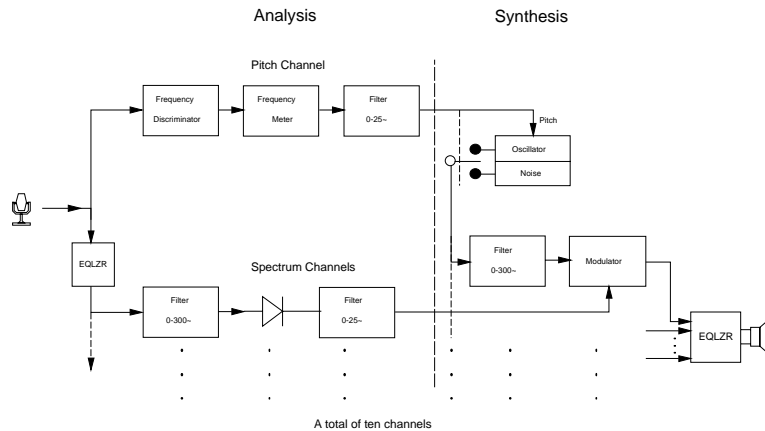 Analysis
Synthesis
Pitch Channel
Frequency
Discriminator
Frequency
Meter
Filter
0-25~
Pitch
Oscillator
Noise
EQLZR
Spectrum Channels
Filter
0-300~
Filter
0-25~
Filter
0-300~
Modulator
EQLZR
A total of ten channels